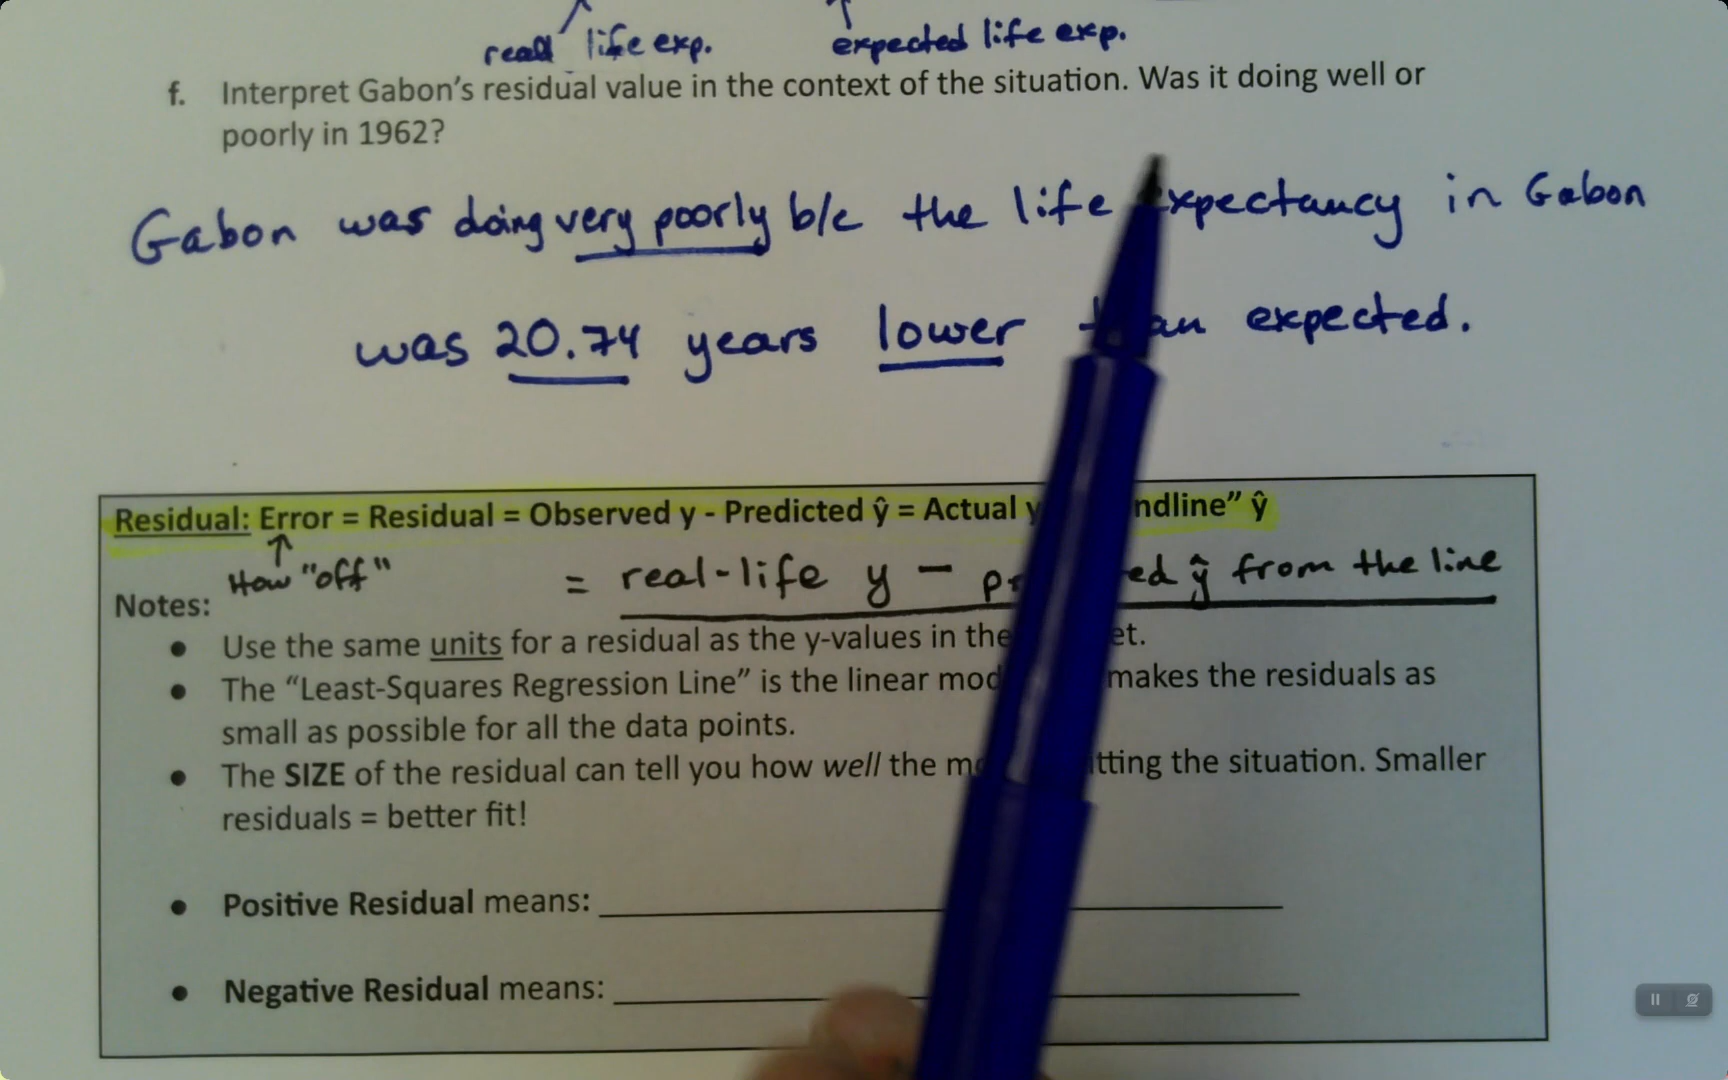 real life exp.
expected life exp.
f. Interpret Gabon's residual value in the context of the situation. Was it doing well or
poorly in 1962?
Gabon was doing very poorly b/c the life expectancy in Gabon
was 20.74 years lower than expected.
Residual: Error = Residual = Observed y - Predicted ŷ = Actual y ndline" ŷ
How "off"
= real-life y - ed ŷ from the line
Notes:
• Use the same units for a residual as the y-values in the et.
• The "Least-Squares Regression Line" is the linear makes the residuals as
small as possible for all the data points.
• The SIZE of the residual can tell you how well the tting the situation. Smaller
residuals = better fit!
• Positive Residual means:
• Negative Residual means: